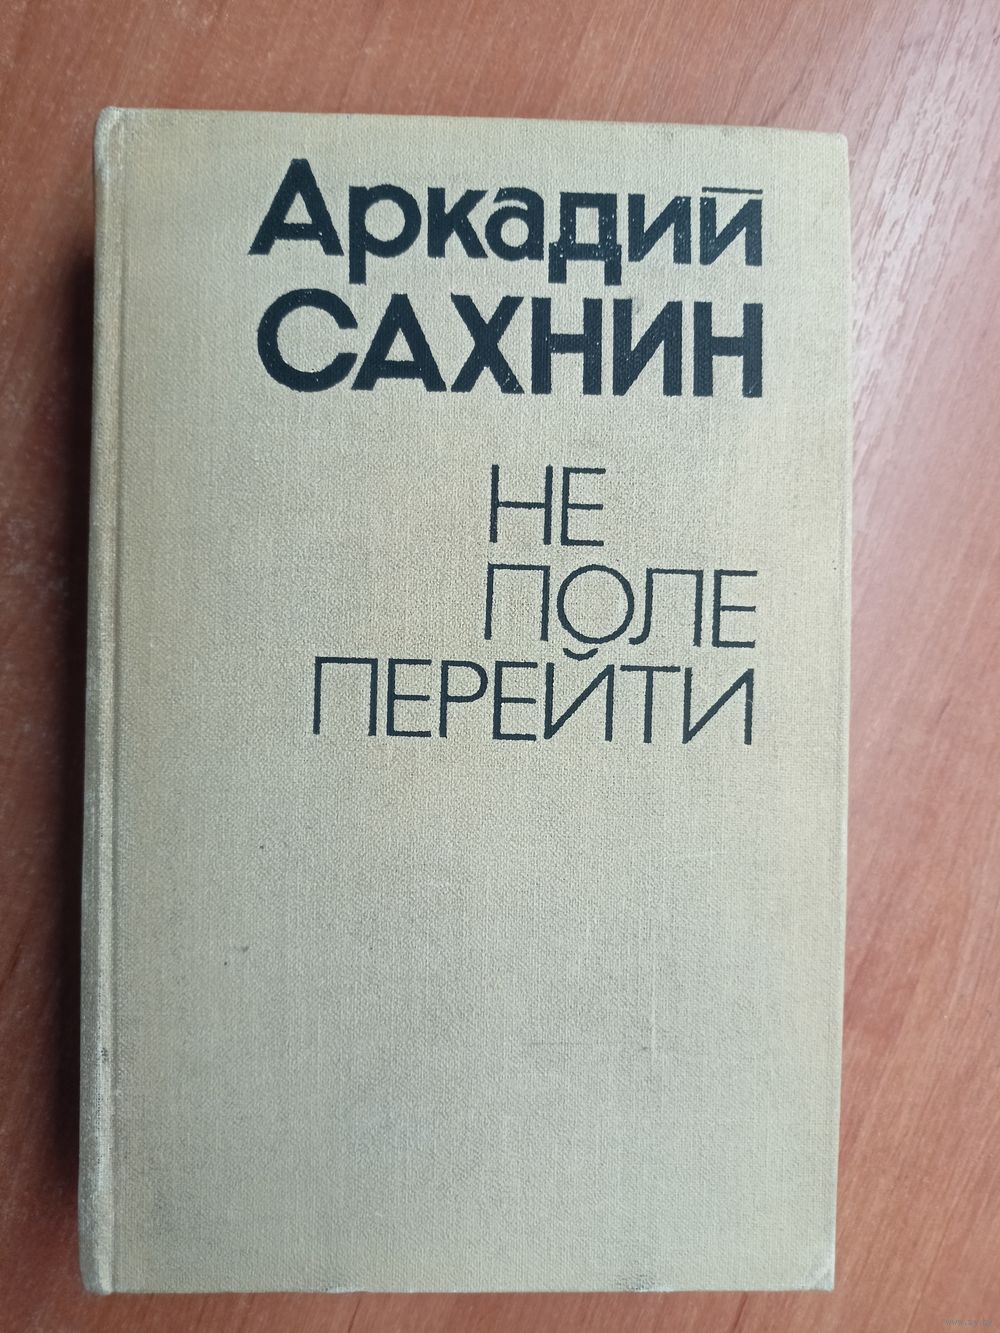 Аркадий
САХНИН
НЕ
ПОЛЕ
ПЕРЕЙТИ